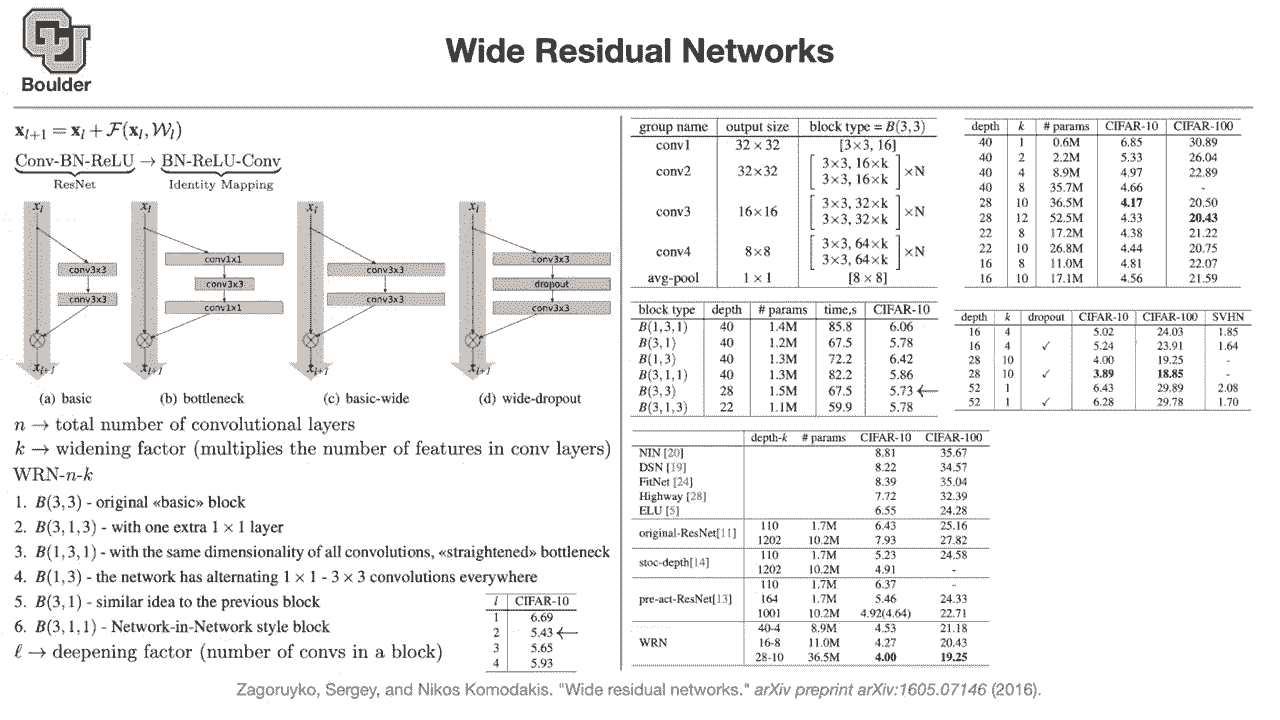 Boulder
Wide Residual Networks
x_{l+1} = x_l + F(x_l, W_l)
Conv-BN-ReLU → BN-ReLU-Conv
ResNet Identity Mapping
x_l x_l x_l x_l
conv3x3 conv1x1 conv3x3 conv3x3
conv3x3 dropout
conv3x3 conv1x1 conv3x3 conv3x3
x_{l+1} x_{l+1} x_{l+1} x_{l+1}
(a) basic (b) bottleneck (c) basic-wide (d) wide-dropout
n → total number of convolutional layers
k → widening factor (multiplies the number of features in conv layers)
WRN-n-k
1. B(3,3) - original «basic» block
2. B(3,1,3) - with one extra 1 × 1 layer
3. B(1,3,1) - with the same dimensionality of all convolutions, «straightened» bottleneck
4. B(1,3) - the network has alternating 1 × 1 - 3 × 3 convolutions everywhere
5. B(3,1) - similar idea to the previous block
6. B(3,1,1) - Network-in-Network style block
ℓ → deepening factor (number of convs in a block)
l CIFAR-10
1 6.69
2 5.43 ←
3 5.65
4 5.93
group name output size block type = B(3,3)
conv1 32 × 32 [3×3, 16]
conv2 32×32 [3×3, 16×k
3×3, 16×k] ×N
conv3 16×16 [3×3, 32×k
3×3, 32×k] ×N
conv4 8×8 [3×3, 64×k
3×3, 64×k] ×N
avg-pool 1 × 1 [8 × 8]
block type depth # params time,s CIFAR-10
B(1,3,1) 40 1.4M 85.8 6.06
B(3,1) 40 1.2M 67.5 5.78
B(1,3) 40 1.3M 72.2 6.42
B(3,1,1) 40 1.3M 82.2 5.86
B(3,3) 28 1.5M 67.5 5.73 ←
B(3,1,3) 22 1.1M 59.9 5.78
depth-k # params CIFAR-10 CIFAR-100
NIN [20] 8.81 35.67
DSN [19] 8.22 34.57
FitNet [24] 8.39 35.04
Highway [28] 7.72 32.39
ELU [5] 6.55 24.28
original-ResNet[11] 110 1.7M 6.43 25.16
1202 10.2M 7.93 27.82
stoc-depth[14] 110 1.7M 5.23 24.58
1202 10.2M 4.91 -
pre-act-ResNet[13] 110 1.7M 6.37 -
164 1.7M 5.46 24.33
1001 10.2M 4.92(4.64) 22.71
WRN 40-4 8.9M 4.53 21.18
16-8 11.0M 4.27 20.43
28-10 36.5M 4.00 19.25
depth k # params CIFAR-10 CIFAR-100
40 1 0.6M 6.85 30.89
40 2 2.2M 5.33 26.04
40 4 8.9M 4.97 22.89
40 8 35.7M 4.66 -
28 10 36.5M 4.17 20.50
28 12 52.5M 4.33 20.43
22 8 17.2M 4.38 21.22
22 10 26.8M 4.44 20.75
16 8 11.0M 4.81 22.07
16 10 17.1M 4.56 21.59
depth k dropout CIFAR-10 CIFAR-100 SVHN
16 4 5.02 24.03 1.85
16 4 ✓ 5.24 23.91 1.64
28 10 4.00 19.25 -
28 10 ✓ 3.89 18.85 -
52 1 6.43 29.89 2.08
52 1 ✓ 6.28 29.78 1.70
Zagoruyko, Sergey, and Nikos Komodakis. "Wide residual networks." arXiv preprint arXiv:1605.07146 (2016).